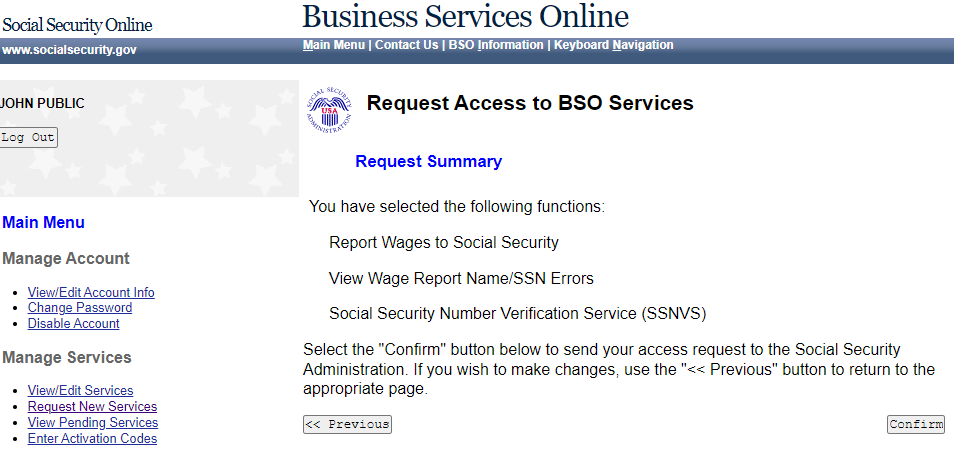 Social Security Online
Business Services Online
www.socialsecurity.gov
Main Menu | Contact Us | BSO Information | Keyboard Navigation
JOHN PUBLIC
Log Out
Main Menu
Manage Account
View/Edit Account Info
Change Password
Disable Account
Manage Services
View/Edit Services
Request New Services
View Pending Services
Enter Activation Codes
SOCIAL SECURITY
USA
ADMINISTRATION
Request Access to BSO Services
Request Summary
You have selected the following functions:
Report Wages to Social Security
View Wage Report Name/SSN Errors
Social Security Number Verification Service (SSNVS)
Select the "Confirm" button below to send your access request to the Social Security
Administration. If you wish to make changes, use the "<< Previous" button to return to the
appropriate page.
<< Previous
Confirm